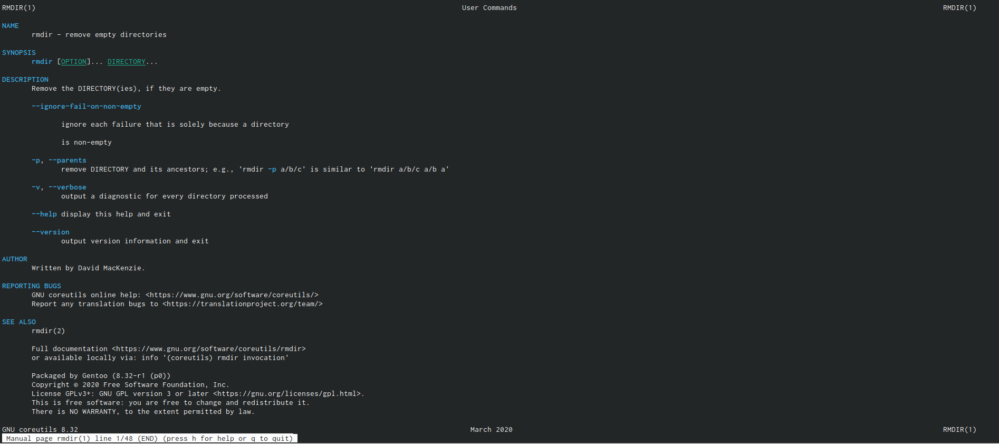 RMDIR(1) User Commands RMDIR(1)
NAME
rmdir - remove empty directories
SYNOPSIS
rmdir [OPTION]... DIRECTORY...
DESCRIPTION
Remove the DIRECTORY(ies), if they are empty.
--ignore-fail-on-non-empty
ignore each failure that is solely because a directory
is non-empty
-p, --parents
remove DIRECTORY and its ancestors; e.g., 'rmdir -p a/b/c' is similar to 'rmdir a/b/c a/b a'
-v, --verbose
output a diagnostic for every directory processed
--help display this help and exit
--version
output version information and exit
AUTHOR
Written by David MacKenzie.
REPORTING BUGS
GNU coreutils online help: <https://www.gnu.org/software/coreutils/>
Report any translation bugs to <https://translationproject.org/team/>
SEE ALSO
rmdir(2)
Full documentation <https://www.gnu.org/software/coreutils/rmdir>
or available locally via: info '(coreutils) rmdir invocation'
Packaged by Gentoo (8.32-r1 (p0))
Copyright © 2020 Free Software Foundation, Inc.
License GPLv3+: GNU GPL version 3 or later <https://gnu.org/licenses/gpl.html>.
This is free software: you are free to change and redistribute it.
There is NO WARRANTY, to the extent permitted by law.
GNU coreutils 8.32 March 2020 RMDIR(1)
Manual page rmdir(1) line 1/48 (END) (press h for help or q to quit)